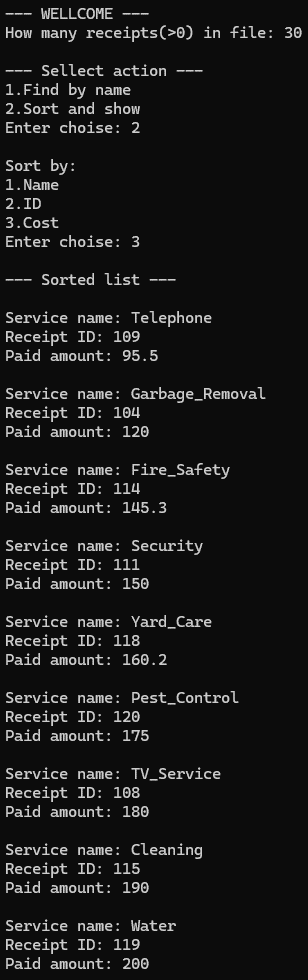 --- WELLCOME ---
How many receipts(>0) in file: 30
--- Sellect action ---
1.Find by name
2.Sort and show
Enter choise: 2
Sort by:
1.Name
2.ID
3.Cost
Enter choise: 3
--- Sorted list ---
Service name: Telephone
Receipt ID: 109
Paid amount: 95.5
Service name: Garbage_Removal
Receipt ID: 104
Paid amount: 120
Service name: Fire_Safety
Receipt ID: 114
Paid amount: 145.3
Service name: Security
Receipt ID: 111
Paid amount: 150
Service name: Yard_Care
Receipt ID: 118
Paid amount: 160.2
Service name: Pest_Control
Receipt ID: 120
Paid amount: 175
Service name: TV_Service
Receipt ID: 108
Paid amount: 180
Service name: Cleaning
Receipt ID: 115
Paid amount: 190
Service name: Water
Receipt ID: 119
Paid amount: 200